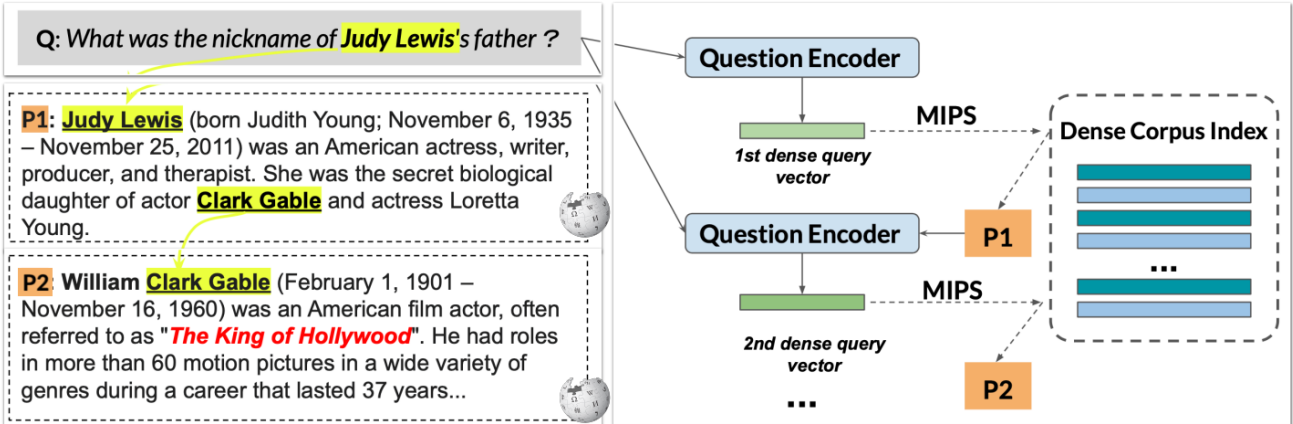 Q: What was the nickname of Judy Lewis's father ?
P1: Judy Lewis (born Judith Young; November 6, 1935
– November 25, 2011) was an American actress, writer,
producer, and therapist. She was the secret biological
daughter of actor Clark Gable and actress Loretta
Young.
P2: William Clark Gable (February 1, 1901 –
November 16, 1960) was an American film actor, often
referred to as "The King of Hollywood". He had roles
in more than 60 motion pictures in a wide variety of
genres during a career that lasted 37 years...
Question Encoder
MIPS
1st dense query
vector
Dense Corpus Index
...
P1
Question Encoder
MIPS
2nd dense query
vector
...
P2